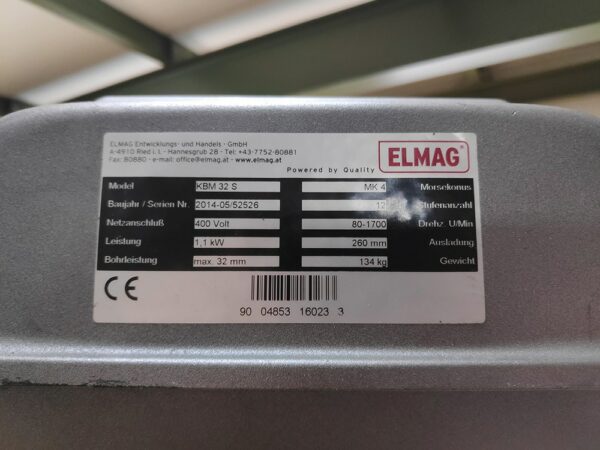 ELMAG Entwicklungs- und Handels - GmbH
A-4910 Ried i. I. - Hannesgrub 28 - Tel: +43-7752-80881
Fax: 80880 - e-mail: office@elmag.at - www.elmag.at
Powered by Quality ELMAG®
Model KBM 32 S MK 4 Morsekonus
Baujahr / Serien Nr. 2014-05/52526 12 Stufenanzahl
Netzanschluß 400 Volt 80-1700 Drehz. U/Min
Leistung 1,1 kW 260 mm Ausladung
Bohrleistung max. 32 mm 134 kg Gewicht
CE
90 04853 16023 3